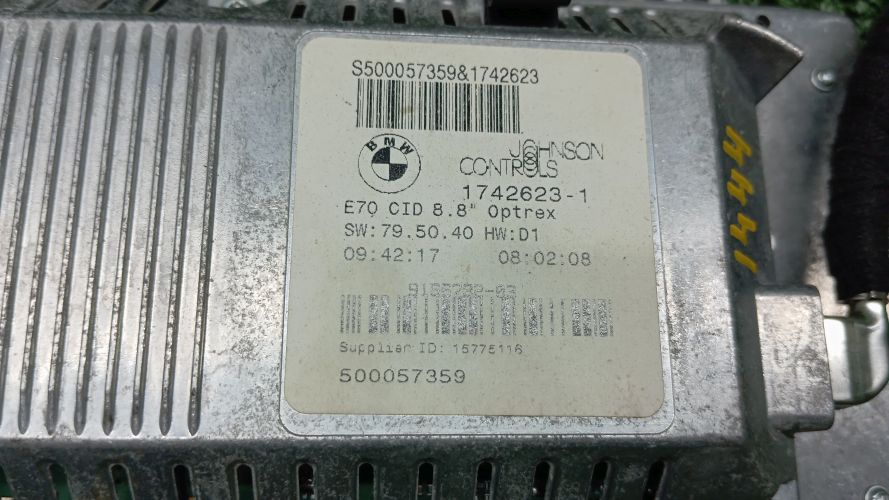 S500057359&1742623
BMW
JOHNSON
CONTROLS
1742623-1
E70 CID 8.8" Optrex
SW:79.50.40 HW:D1
09:42:17 08:02:08
Supplier ID: 15775116
500057359
1444